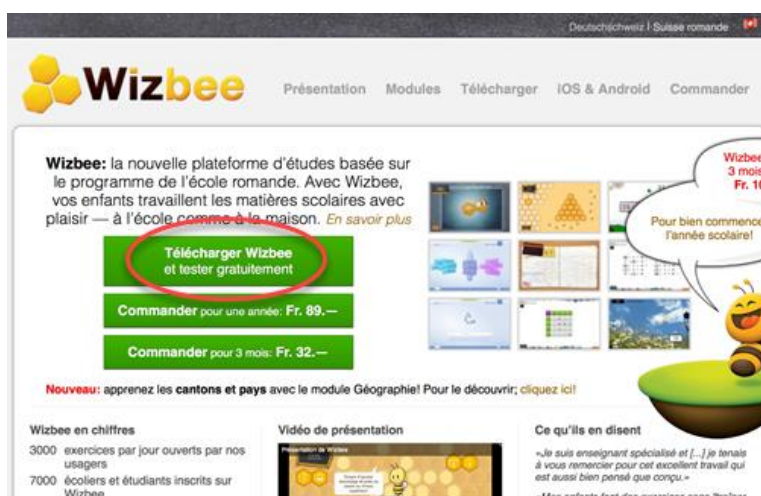 Deutschschweiz | Suisse romande
Wizbee
Présentation Modules Télécharger iOS & Android Commander
Wizbee: la nouvelle plateforme d'études basée sur
le programme de l'école romande. Avec Wizbee,
vos enfants travaillent les matières scolaires avec
plaisir — à l'école comme à la maison. En savoir plus
Télécharger Wizbee
et tester gratuitement
Commander pour une année: Fr. 89.—
Commander pour 3 mois: Fr. 32.—
Wizbee
3 mois
Fr. 10
Pour bien commence
l'année scolaire!
Nouveau: apprenez les cantons et pays avec le module Géographie! Pour le découvrir; cliquez ici!
Wizbee en chiffres
3000 exercices par jour ouverts par nos
usagers
7000 écoliers et étudiants inscrits sur
Wizbee
Vidéo de présentation
Présentation de Wizbee
Ce qu'ils en disent
«Je suis enseignant spécialisé et [...] je tenais
à vous remercier pour cet excellent travail qui
est aussi bien pensé que conçu.»